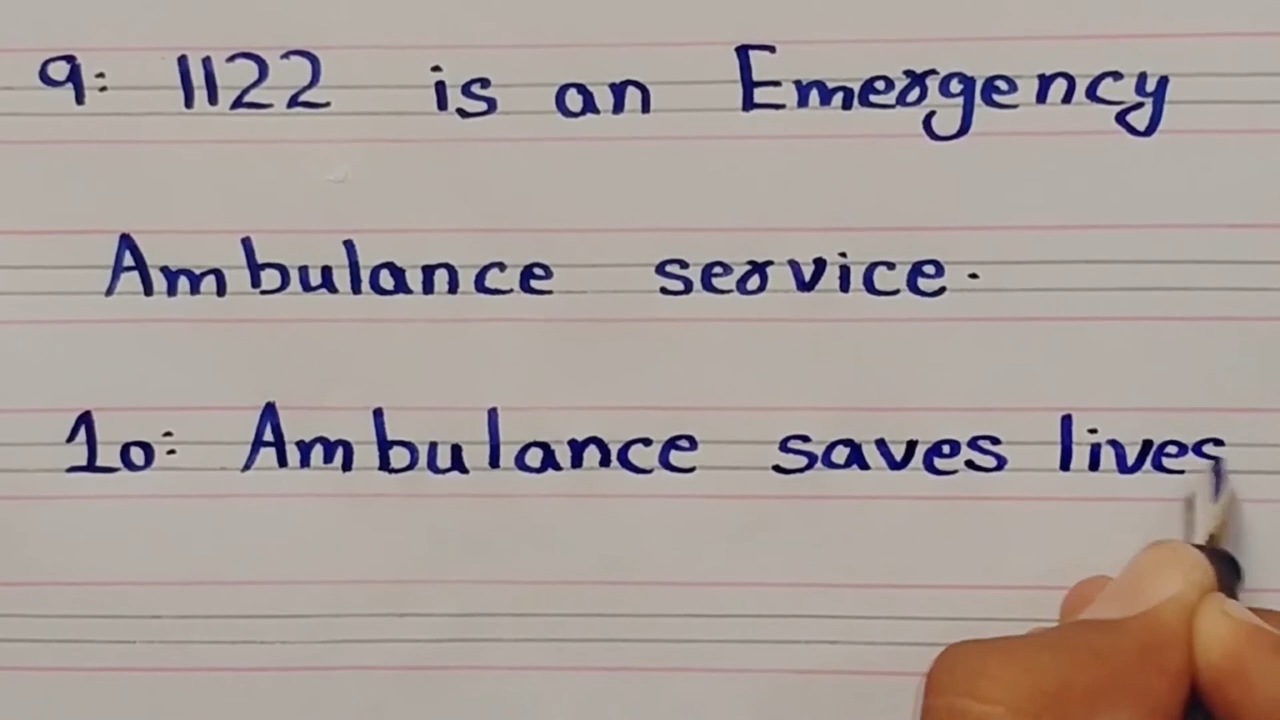 9: 1122 is an Emergency
Ambulance service.
10: Ambulance saves lives